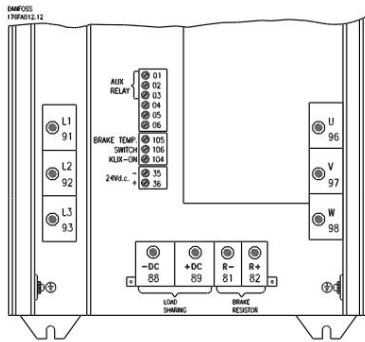 DANFOSS
176FA012.12
AUX
RELAY
01
02
03
04
05
06
BRAKE TEMP.
SWITCH
KLIX-ON
105
106
104
24Vd.c.
- 35
+ 36
L1
91
L2
92
L3
93
U
96
V
97
W
98
-DC
88
+DC
89
R-
81
R+
82
LOAD
SHARING
BRAKE
RESISTOR